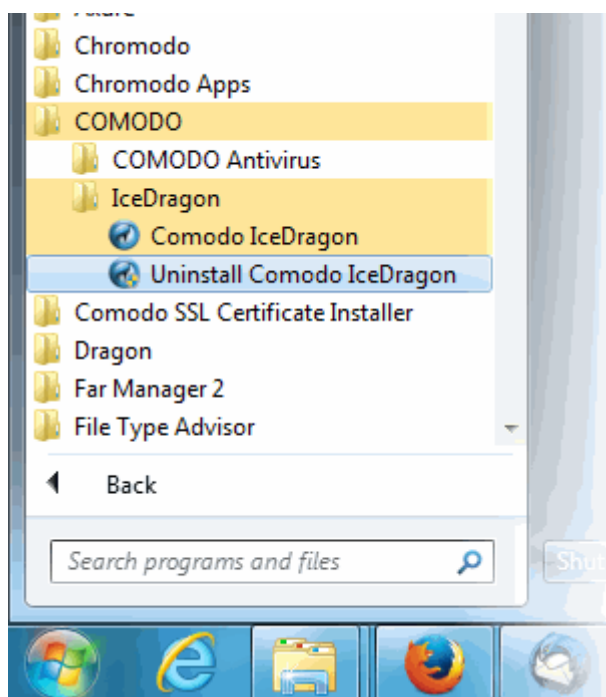 Chromodo
Chromodo Apps
COMODO
COMODO Antivirus
IceDragon
Comodo IceDragon
Uninstall Comodo IceDragon
Comodo SSL Certificate Installer
Dragon
Far Manager 2
File Type Advisor
Back
Search programs and files
Shut